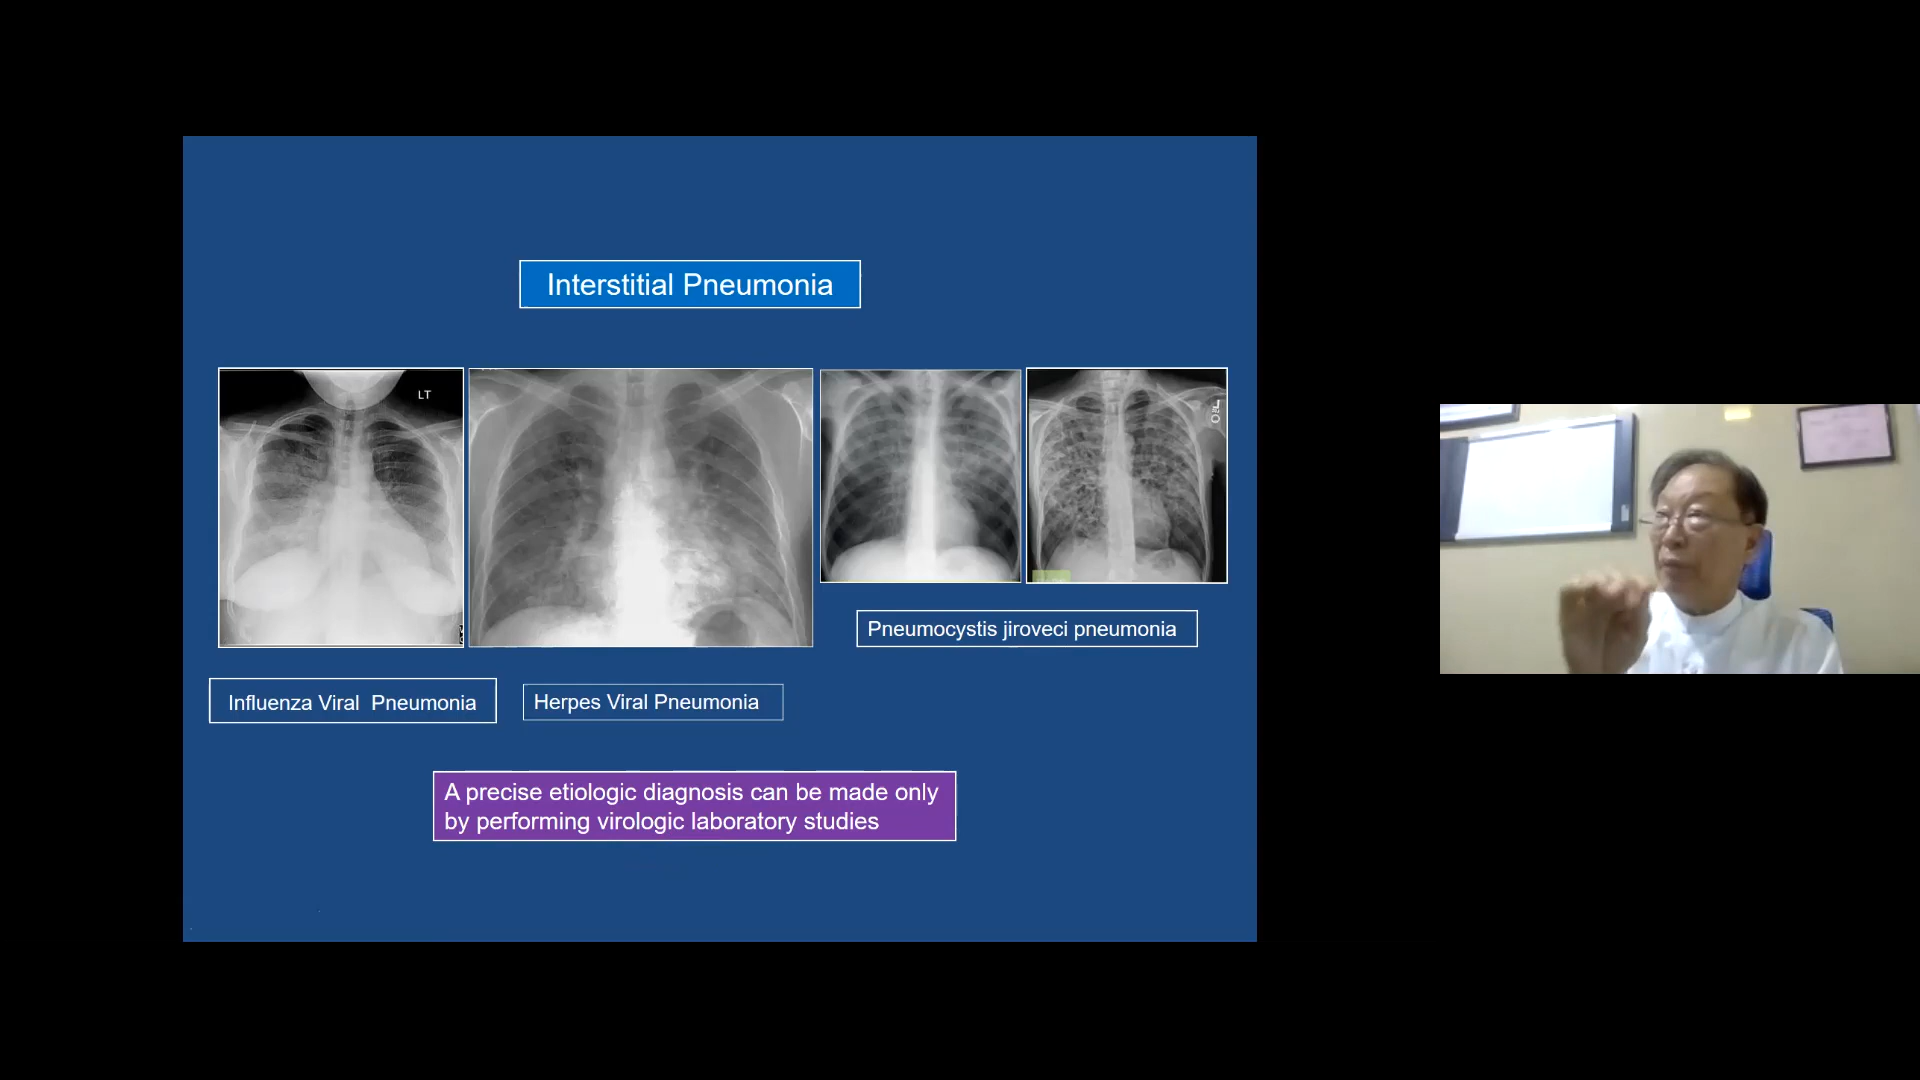 Interstitial Pneumonia
LT
Pneumocystis jiroveci pneumonia
Influenza Viral  Pneumonia
Herpes Viral Pneumonia
A precise etiologic diagnosis can be made only
by performing virologic laboratory studies